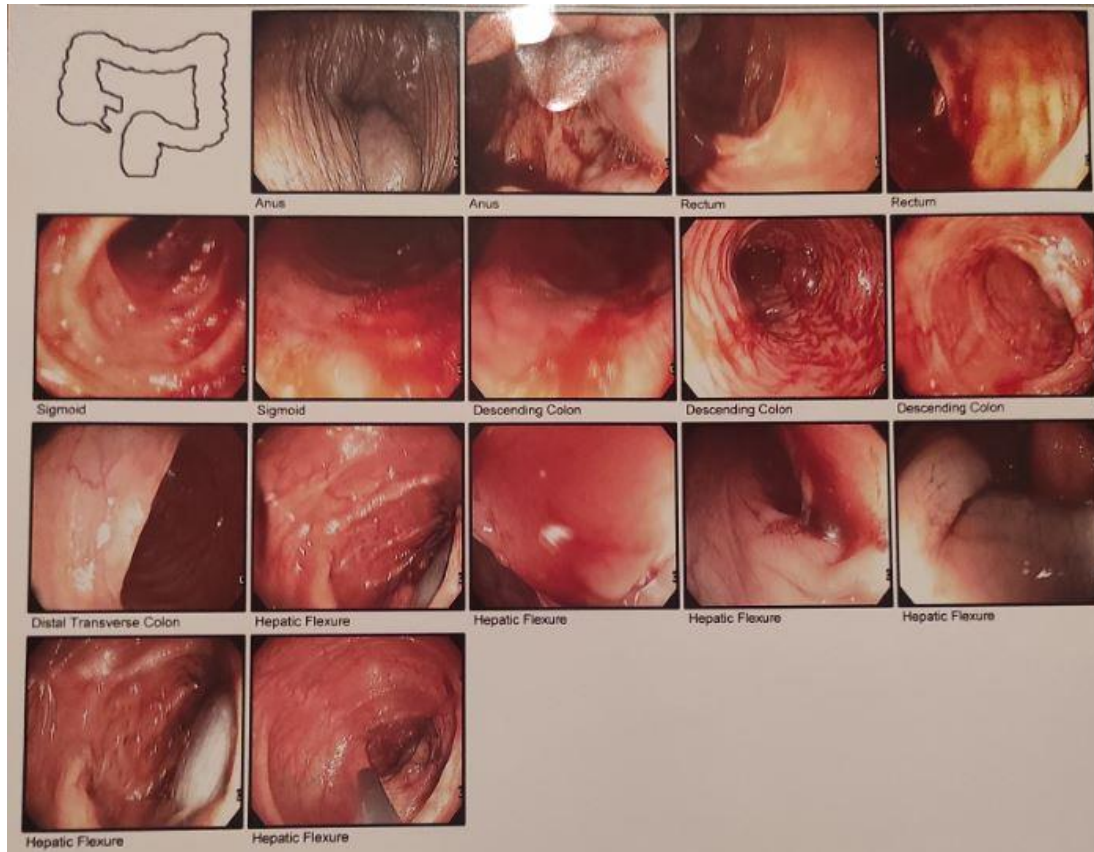 Anus
Anus
Rectum
Rectum
Sigmoid
Sigmoid
Descending Colon
Descending Colon
Descending Colon
Distal Transverse Colon
Hepatic Flexure
Hepatic Flexure
Hepatic Flexure
Hepatic Flexure
Hepatic Flexure
Hepatic Flexure